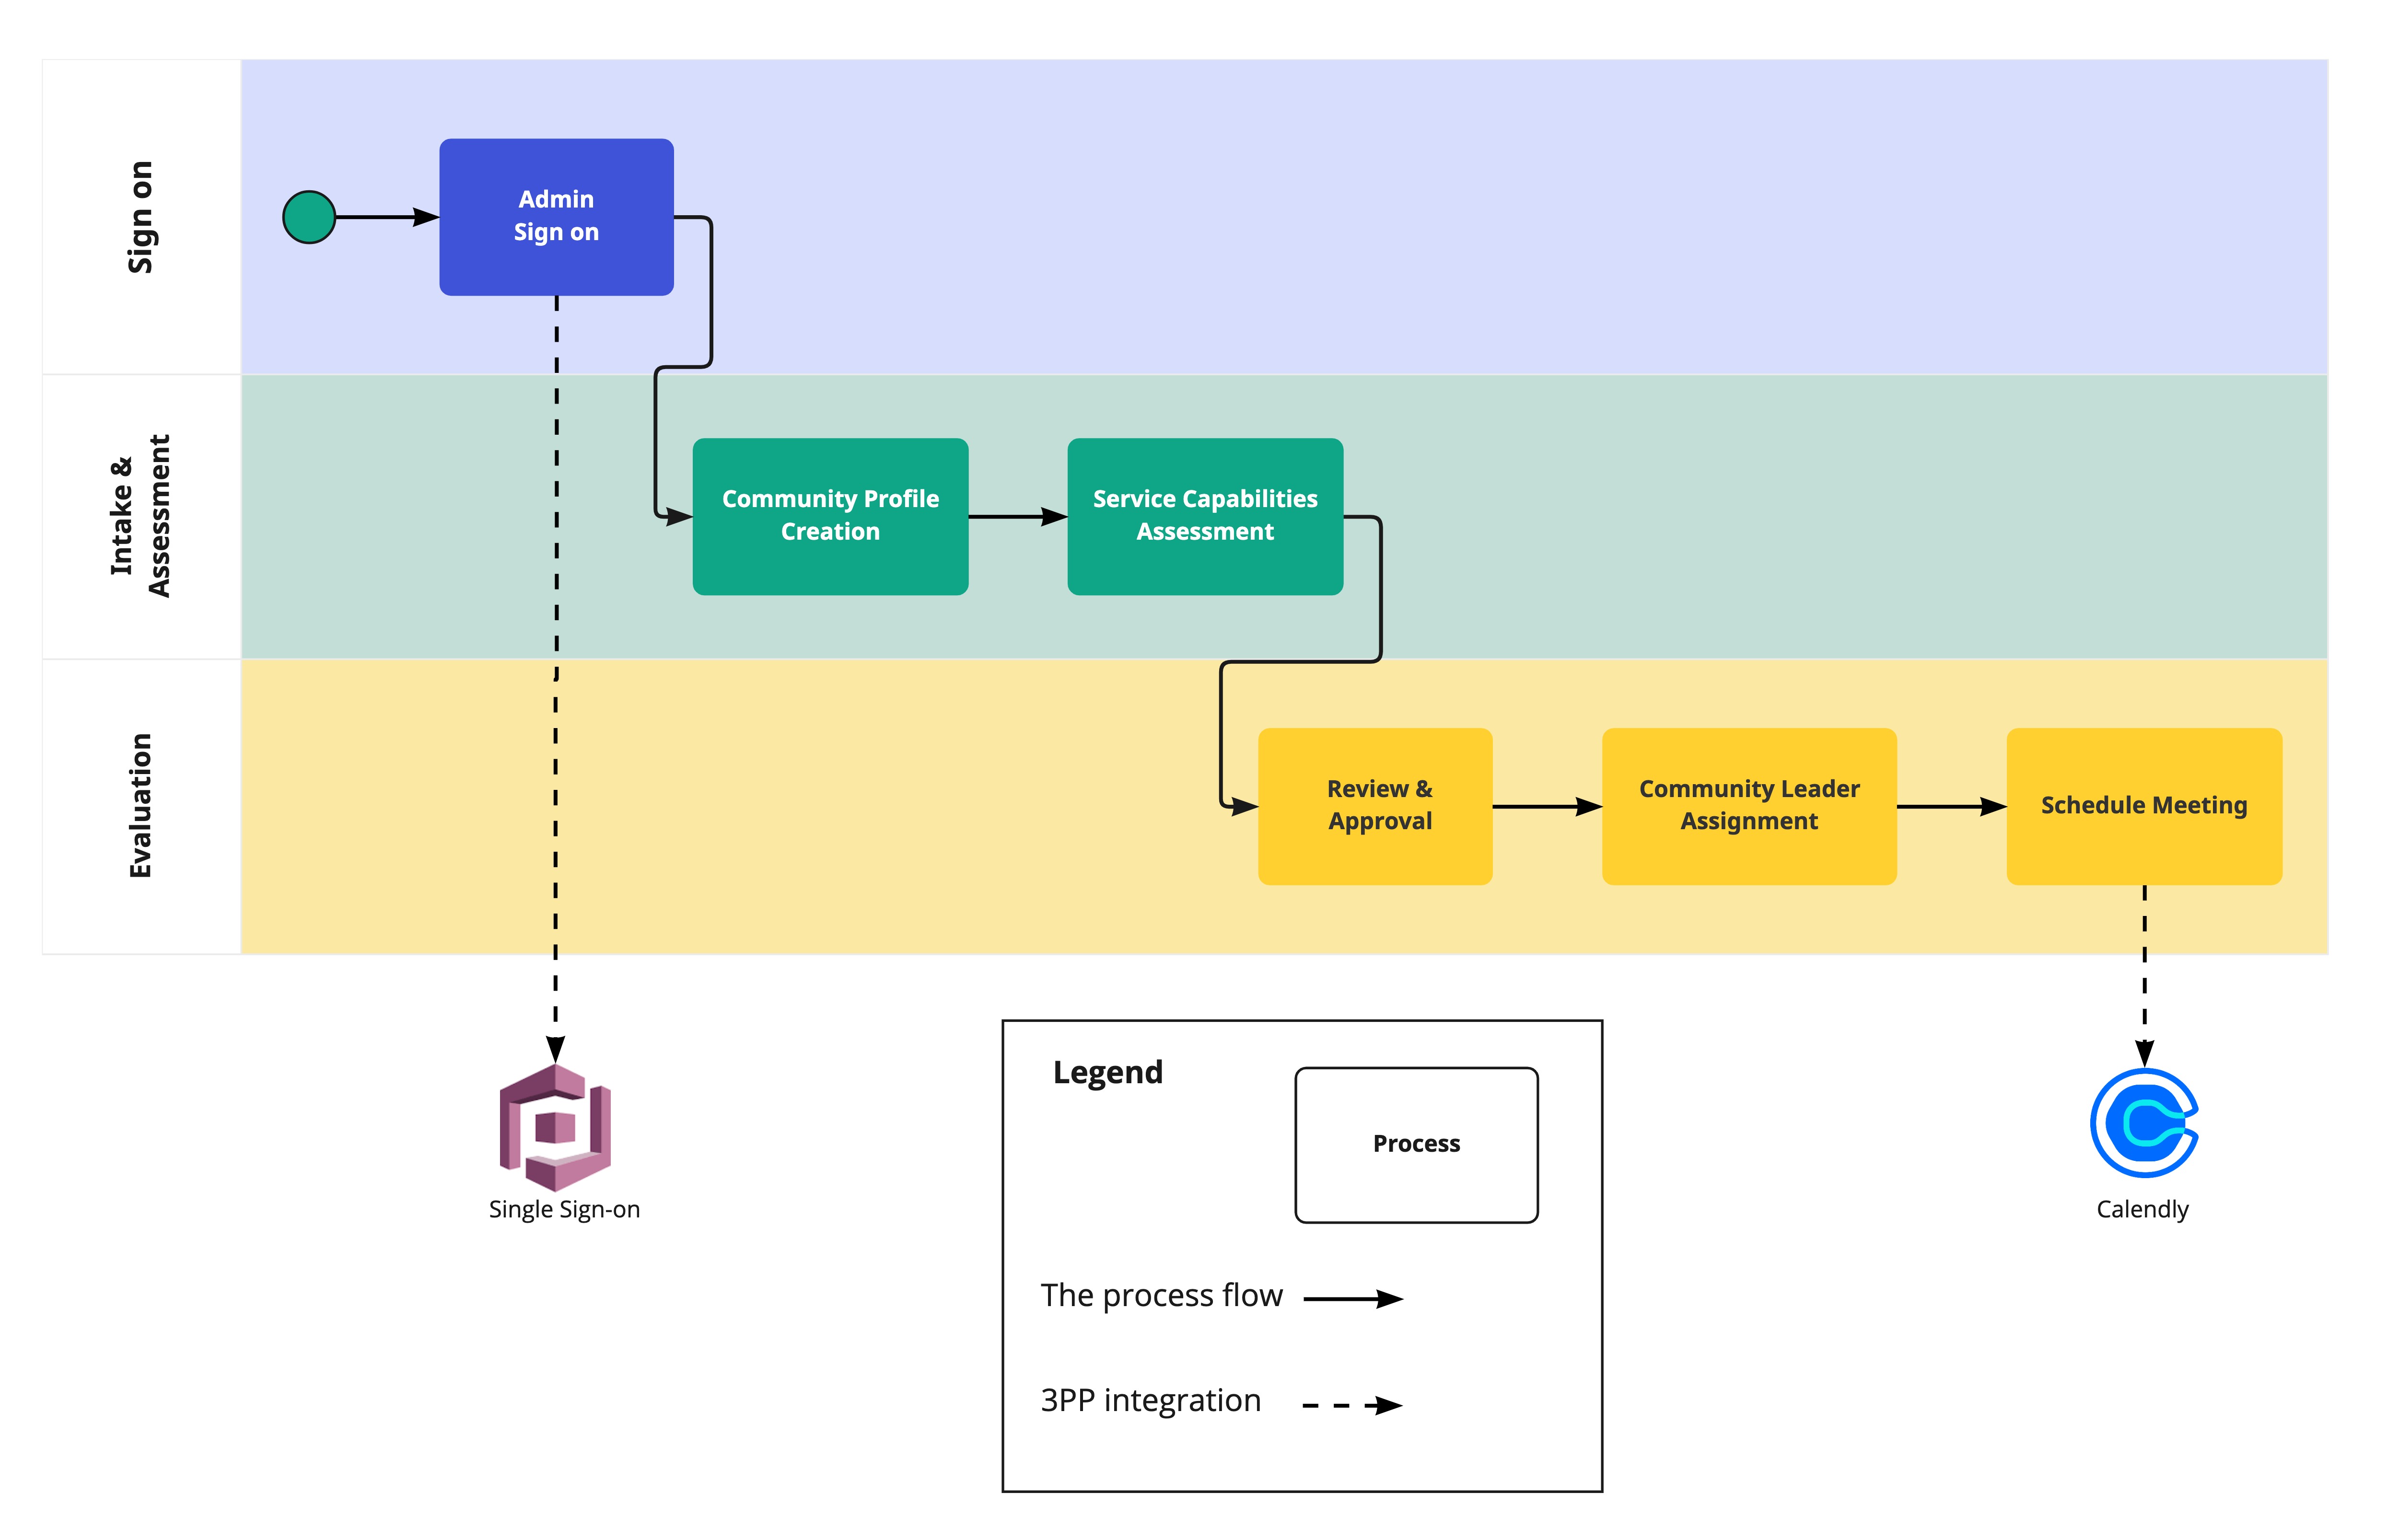 Sign on
Admin
Sign on
Intake &
Assessment
Community Profile
Creation
Service Capabilities
Assessment
Evaluation
Review &
Approval
Community Leader
Assignment
Schedule Meeting
Single Sign-on
Legend
Process
The process flow
3PP integration
Calendly